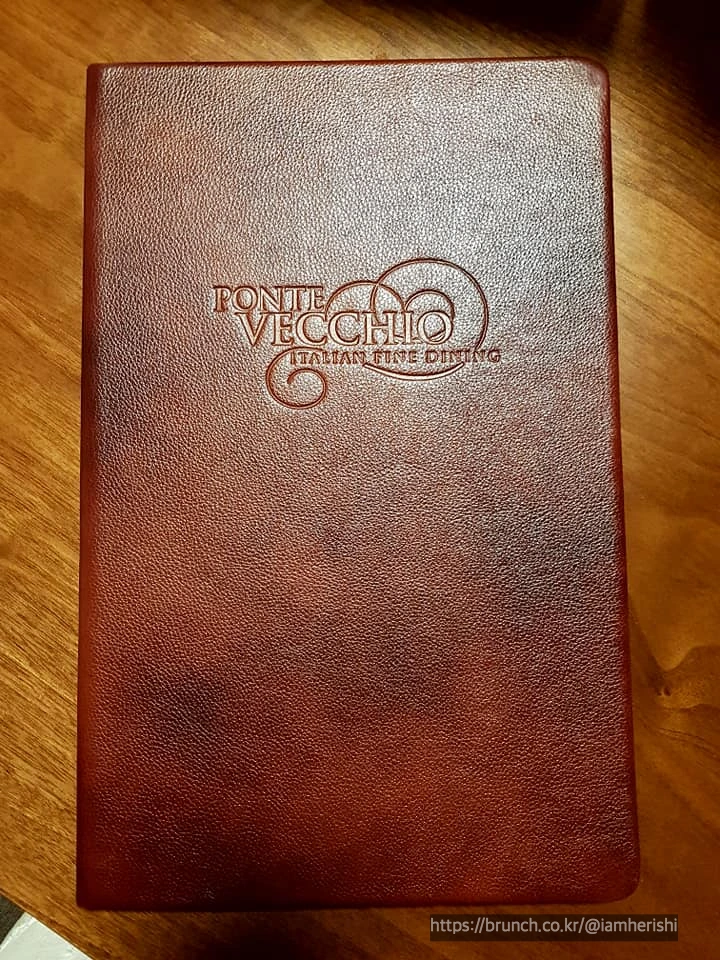 PONTE
VECCHIO
ITALIAN FINE DINING
https://brunch.co.kr/@iamherishi